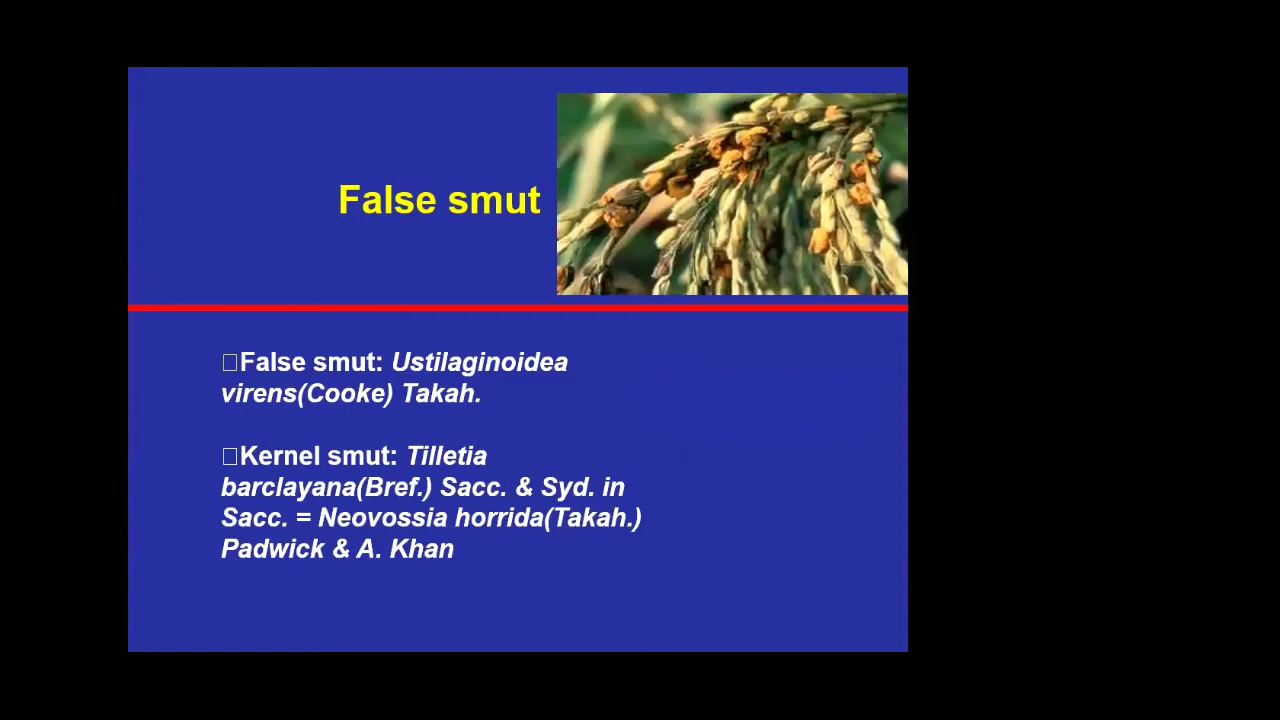 False smut
□False smut: Ustilaginoidea
virens(Cooke) Takah.
□Kernel smut: Tilletia
barclayana(Bref.) Sacc. & Syd. in
Sacc. = Neovossia horrida(Takah.)
Padwick & A. Khan